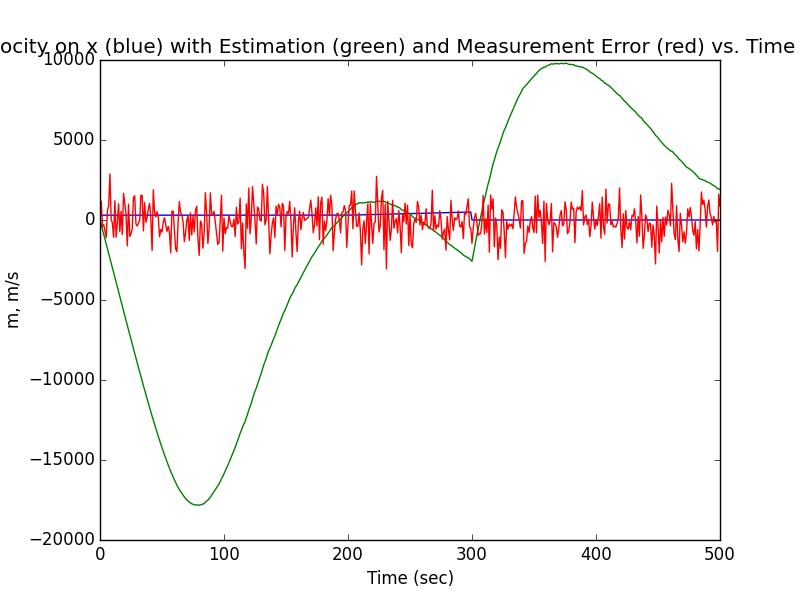 ocity on x (blue) with Estimation (green) and Measurement Error (red) vs. Time
10000
5000
0
−5000
−10000
−15000
−20000
m, m/s
0 100 200 300 400 500
Time (sec)